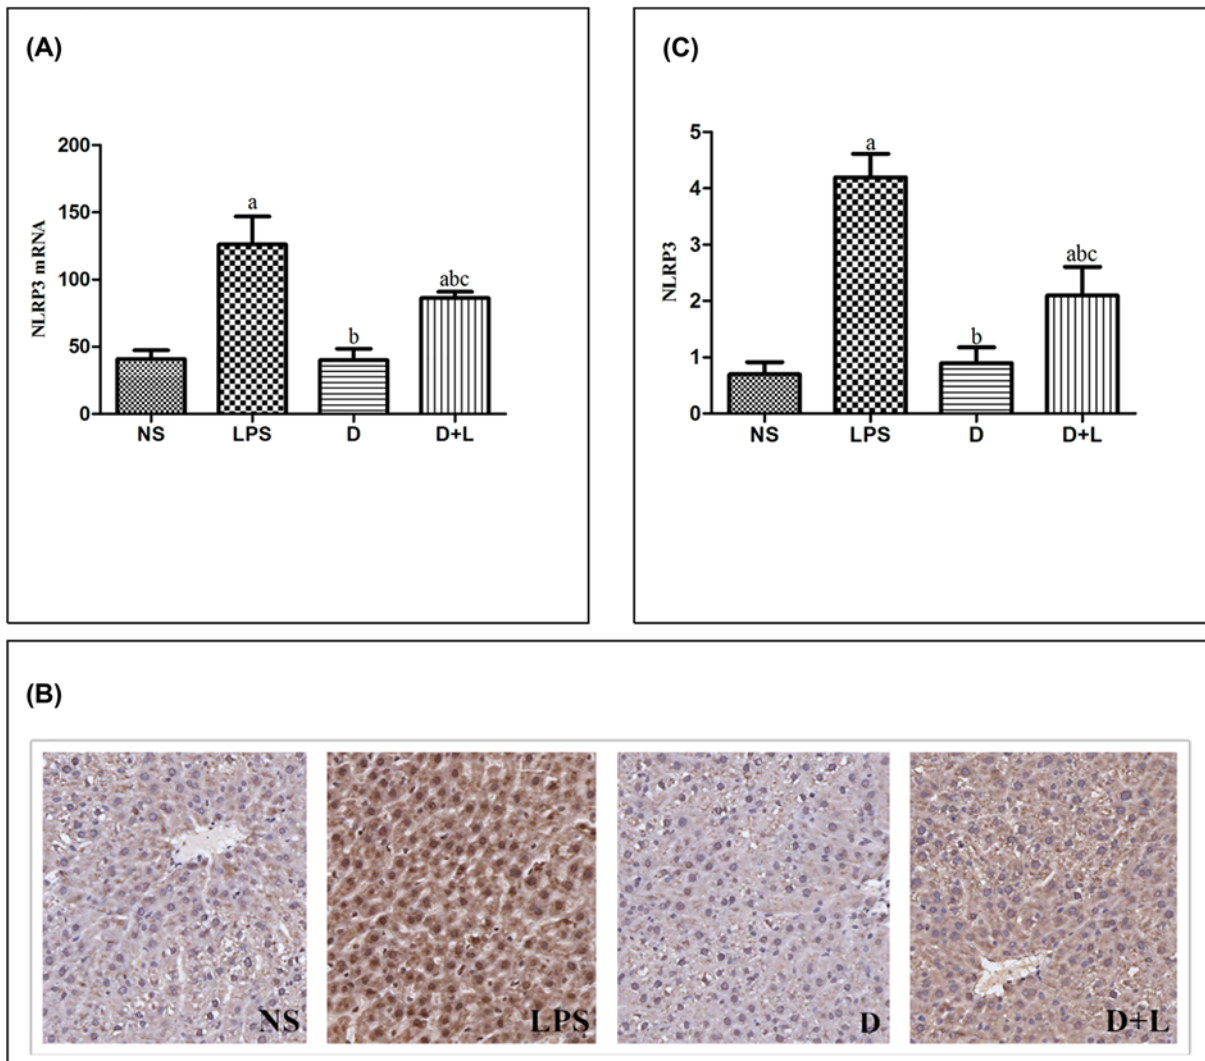 (A)
200
150
100
50
0
NLRP3 mRNA
a
b
abc
NS LPS D D+L
(C)
5
4
3
2
1
0
NLRP3
a
b
abc
NS LPS D D+L
(B)
NS LPS D D+L